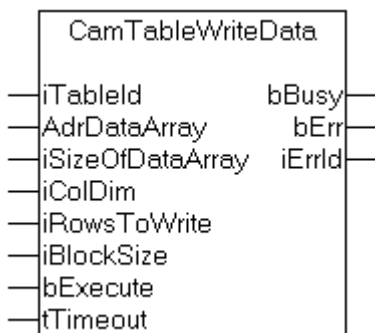 CamTableWriteData
iTableId bBusy
AdrDataArray bErr
iSizeOfDataArray iErrId
iColDim
iRowsToWrite
iBlockSize
bExecute
tTimeout